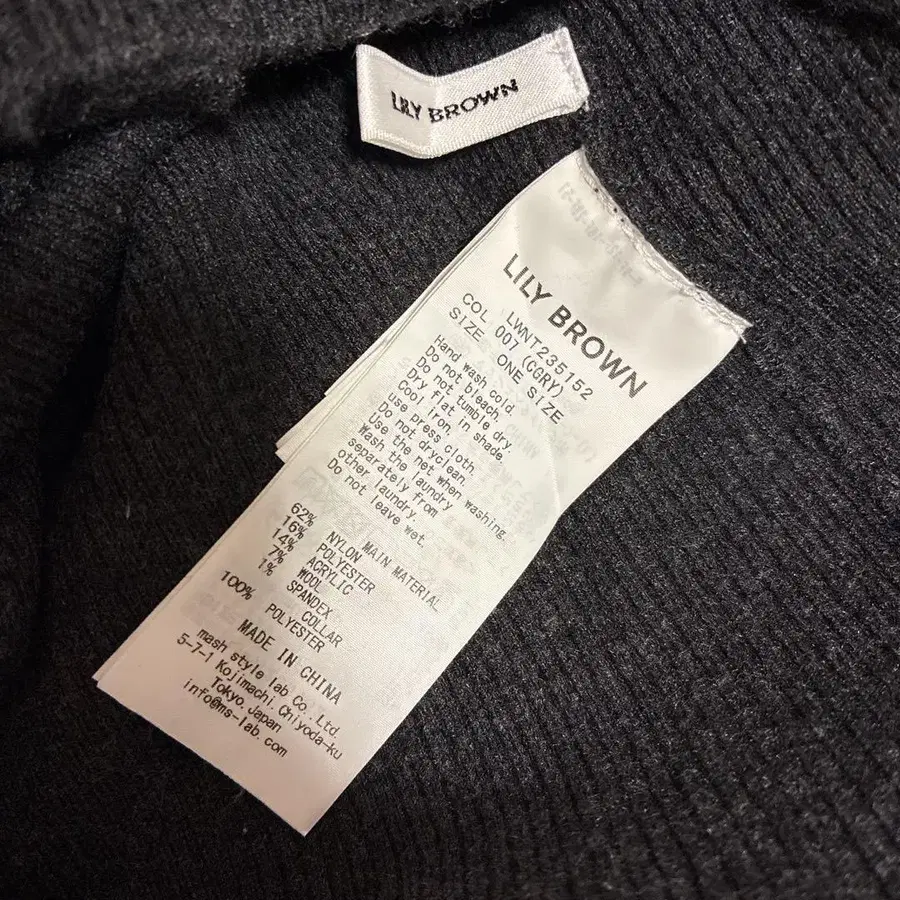 LILY BROWN
LILY BROWN
LWNT235152
COL 007 (CGRY)
SIZE ONE SIZE
Hand wash cold.
Do not bleach.
Do not tumble dry.
Dry flat in shade.
Cool iron.
use press cloth.
Do not dryclean.
Use the net when washing.
Wash the laundry
separately from
other laundry.
Do not leave wet.
NYLON MAIN MATERIAL
62%
16% POLYESTER
14% ACRYLIC
7% WOOL
1% SPANDEX
COLLAR
100% POLYESTER
MADE IN CHINA
mash style lab Co.,Ltd.
5-7-1 Kojimachi,Chiyoda-ku
Tokyo,Japan
info@ms-lab.com